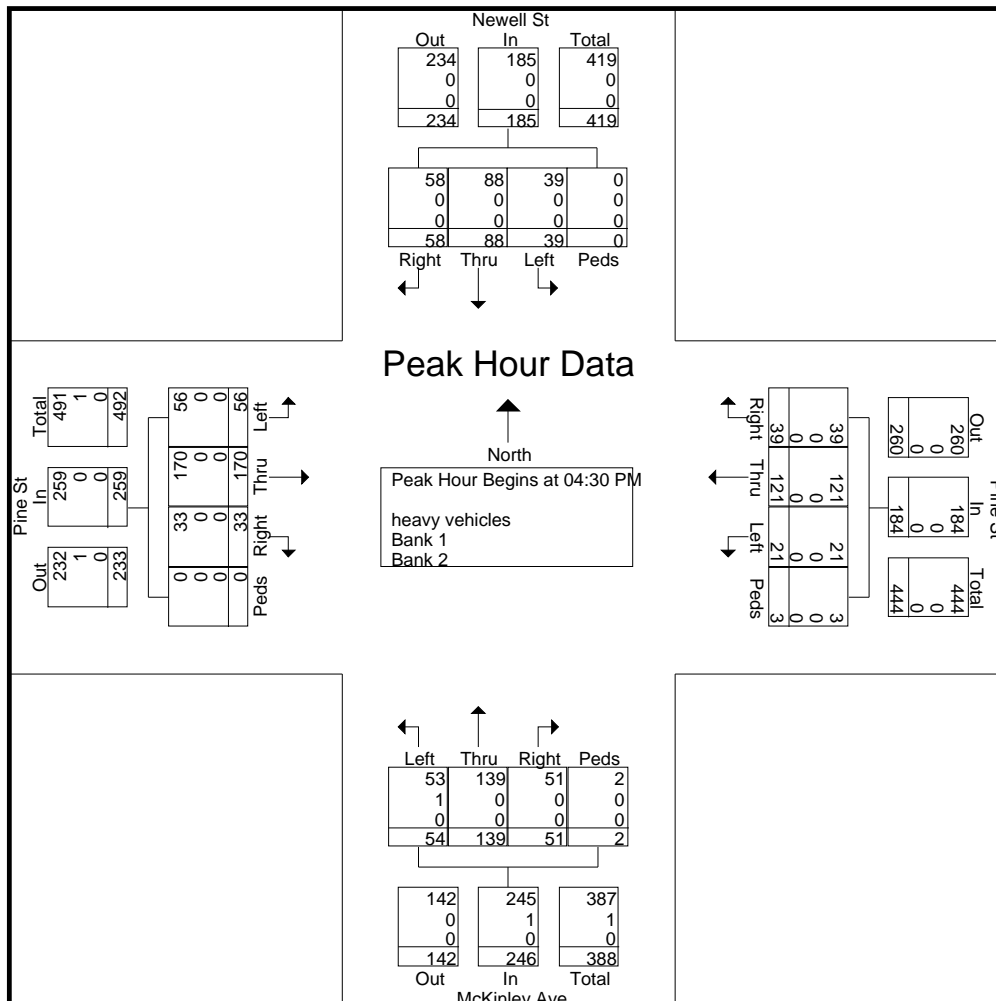 Newell St
Out In Total
234 185 419
0 0 0
0 0 0
234 185 419
58 88 39 0
0 0 0 0
0 0 0 0
58 88 39 0
Right Thru Left Peds
Peak Hour Data
North
Peak Hour Begins at 04:30 PM
heavy vehicles
Bank 1
Bank 2
Pine St
Out In Total
232 259 491
1 0 1
0 0 0
233 259 492
0 33 170 56
0 0 0 0
0 0 0 0
0 33 170 56
Peds Right Thru Left
Pine St
Out In Total
260 184 444
0 0 0
0 0 0
260 184 444
39 121 21 3
0 0 0 0
0 0 0 0
39 121 21 3
Right Thru Left Peds
Left Thru Right Peds
53 139 51 2
1 0 0 0
0 0 0 0
54 139 51 2
142 245 387
0 1 1
0 0 0
142 246 388
Out In Total
McKinley Ave